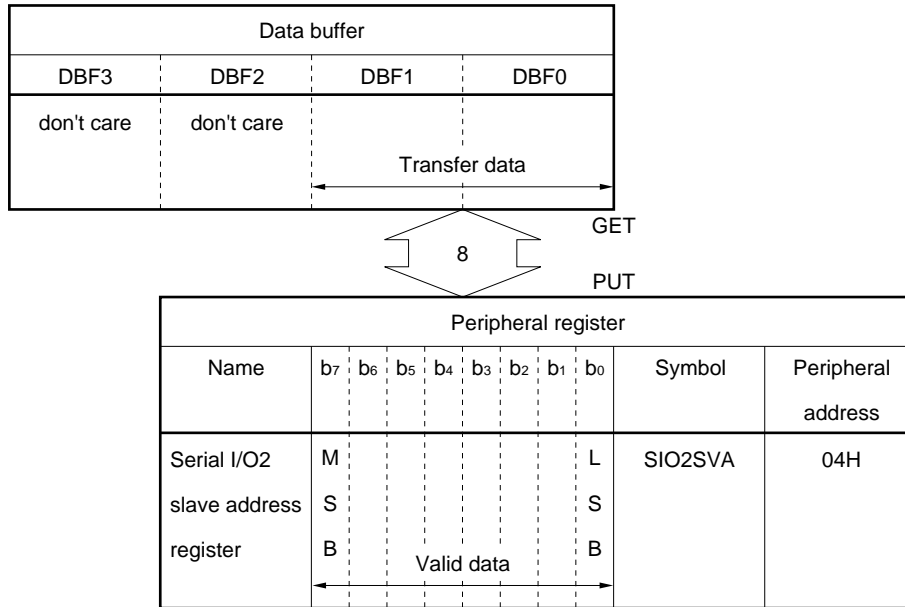 Data buffer
DBF3 DBF2 DBF1 DBF0
don't care don't care
Transfer data
GET
8
PUT
Peripheral register
Name b7 b6 b5 b4 b3 b2 b1 b0 Symbol Peripheral
address
Serial I/O2 M L SIO2SVA 04H
slave address S S
register B B
Valid data